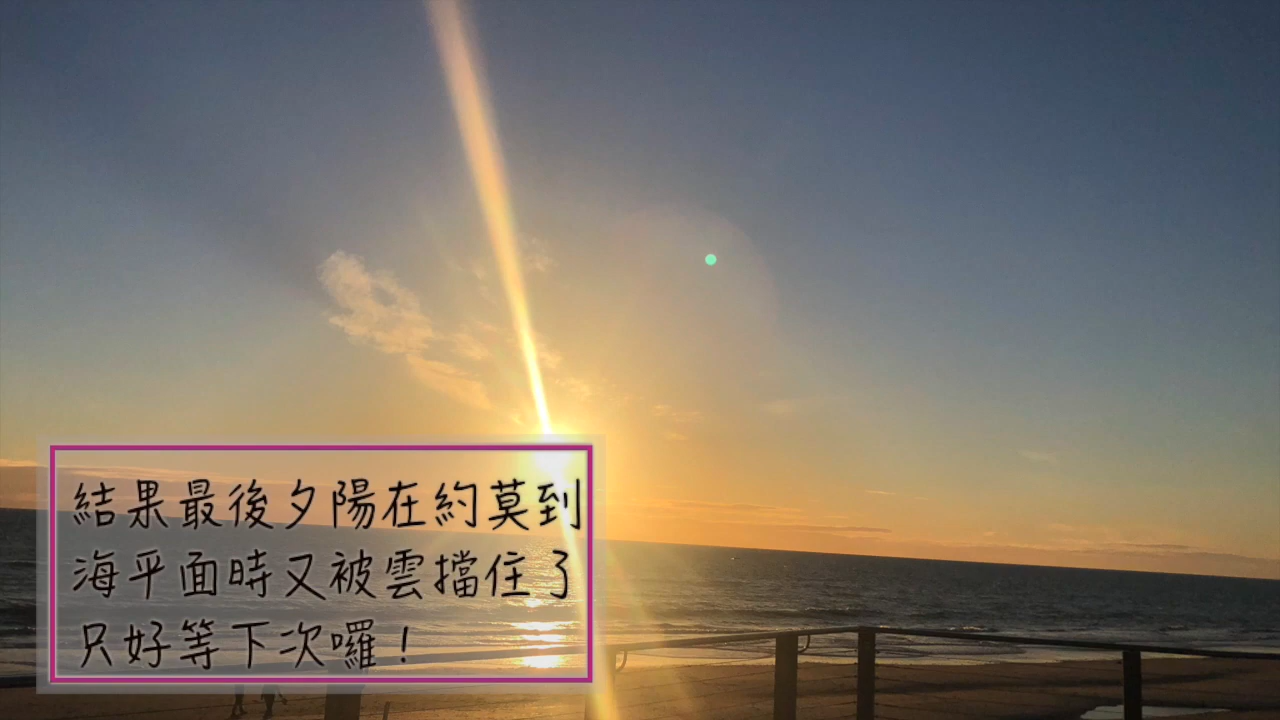 結果最後夕陽在約莫到
海平面時又被雲擋住了
只好等下次囉！